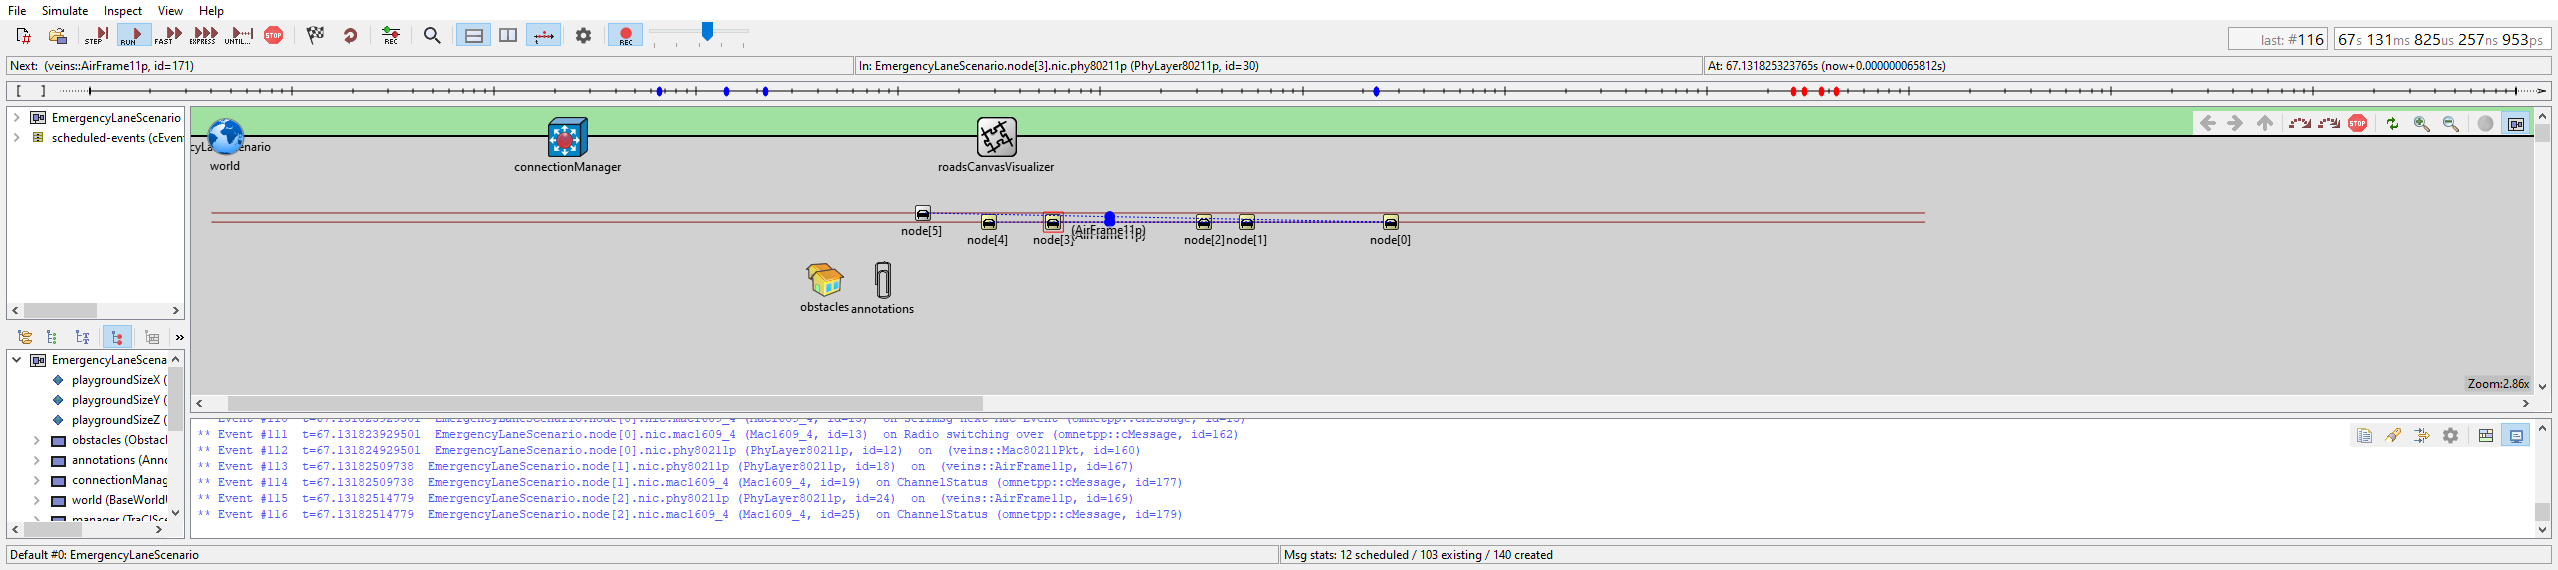 File Simulate Inspect View Help
STEP RUN FAST EXPRESS UNTIL... STOP REC REC
last: #116 67s 131ms 825us 257ns 953ps
Next: (veins::AirFrame11p, id=171) In: EmergencyLaneScenario.node[3].nic.phy80211p (PhyLayer80211p, id=30) At: 67.131825323765s (now+0.000000065812s)
[ ]
EmergencyLaneScenario
scheduled-events (cEven
cyLa enario
world
connectionManager
roadsCanvasVisualizer
STOP
node[5]
node[4]
node[3]
(AirFrame11p)
(AirFrame11p)
node[2]
node[1]
node[0]
obstacles
annotations
Zoom:2.86x
EmergencyLaneScena
playgroundSizeX (
playgroundSizeY (
playgroundSizeZ (
obstacles (Obstacl
annotations (Anno
connectionManag
world (BaseWorldU
manager (TraCISce
** Event #111 t=67.131823929501 EmergencyLaneScenario.node[0].nic.mac1609_4 (Mac1609_4, id=13) on Radio switching over (omnetpp::cMessage, id=162)
** Event #112 t=67.131824929501 EmergencyLaneScenario.node[0].nic.phy80211p (PhyLayer80211p, id=12) on (veins::Mac80211Pkt, id=160)
** Event #113 t=67.13182509738 EmergencyLaneScenario.node[1].nic.phy80211p (PhyLayer80211p, id=18) on (veins::AirFrame11p, id=167)
** Event #114 t=67.13182509738 EmergencyLaneScenario.node[1].nic.mac1609_4 (Mac1609_4, id=19) on ChannelStatus (omnetpp::cMessage, id=177)
** Event #115 t=67.13182514779 EmergencyLaneScenario.node[2].nic.phy80211p (PhyLayer80211p, id=24) on (veins::AirFrame11p, id=169)
** Event #116 t=67.13182514779 EmergencyLaneScenario.node[2].nic.mac1609_4 (Mac1609_4, id=25) on ChannelStatus (omnetpp::cMessage, id=179)
Default #0: EmergencyLaneScenario Msg stats: 12 scheduled / 103 existing / 140 created